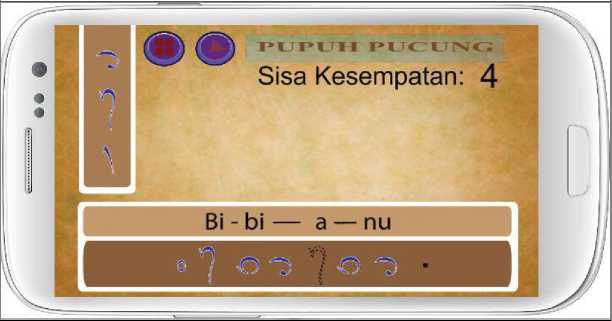 PUPUH PUCUNG
Sisa Kesempatan: 4
Bi - bi — a — nu